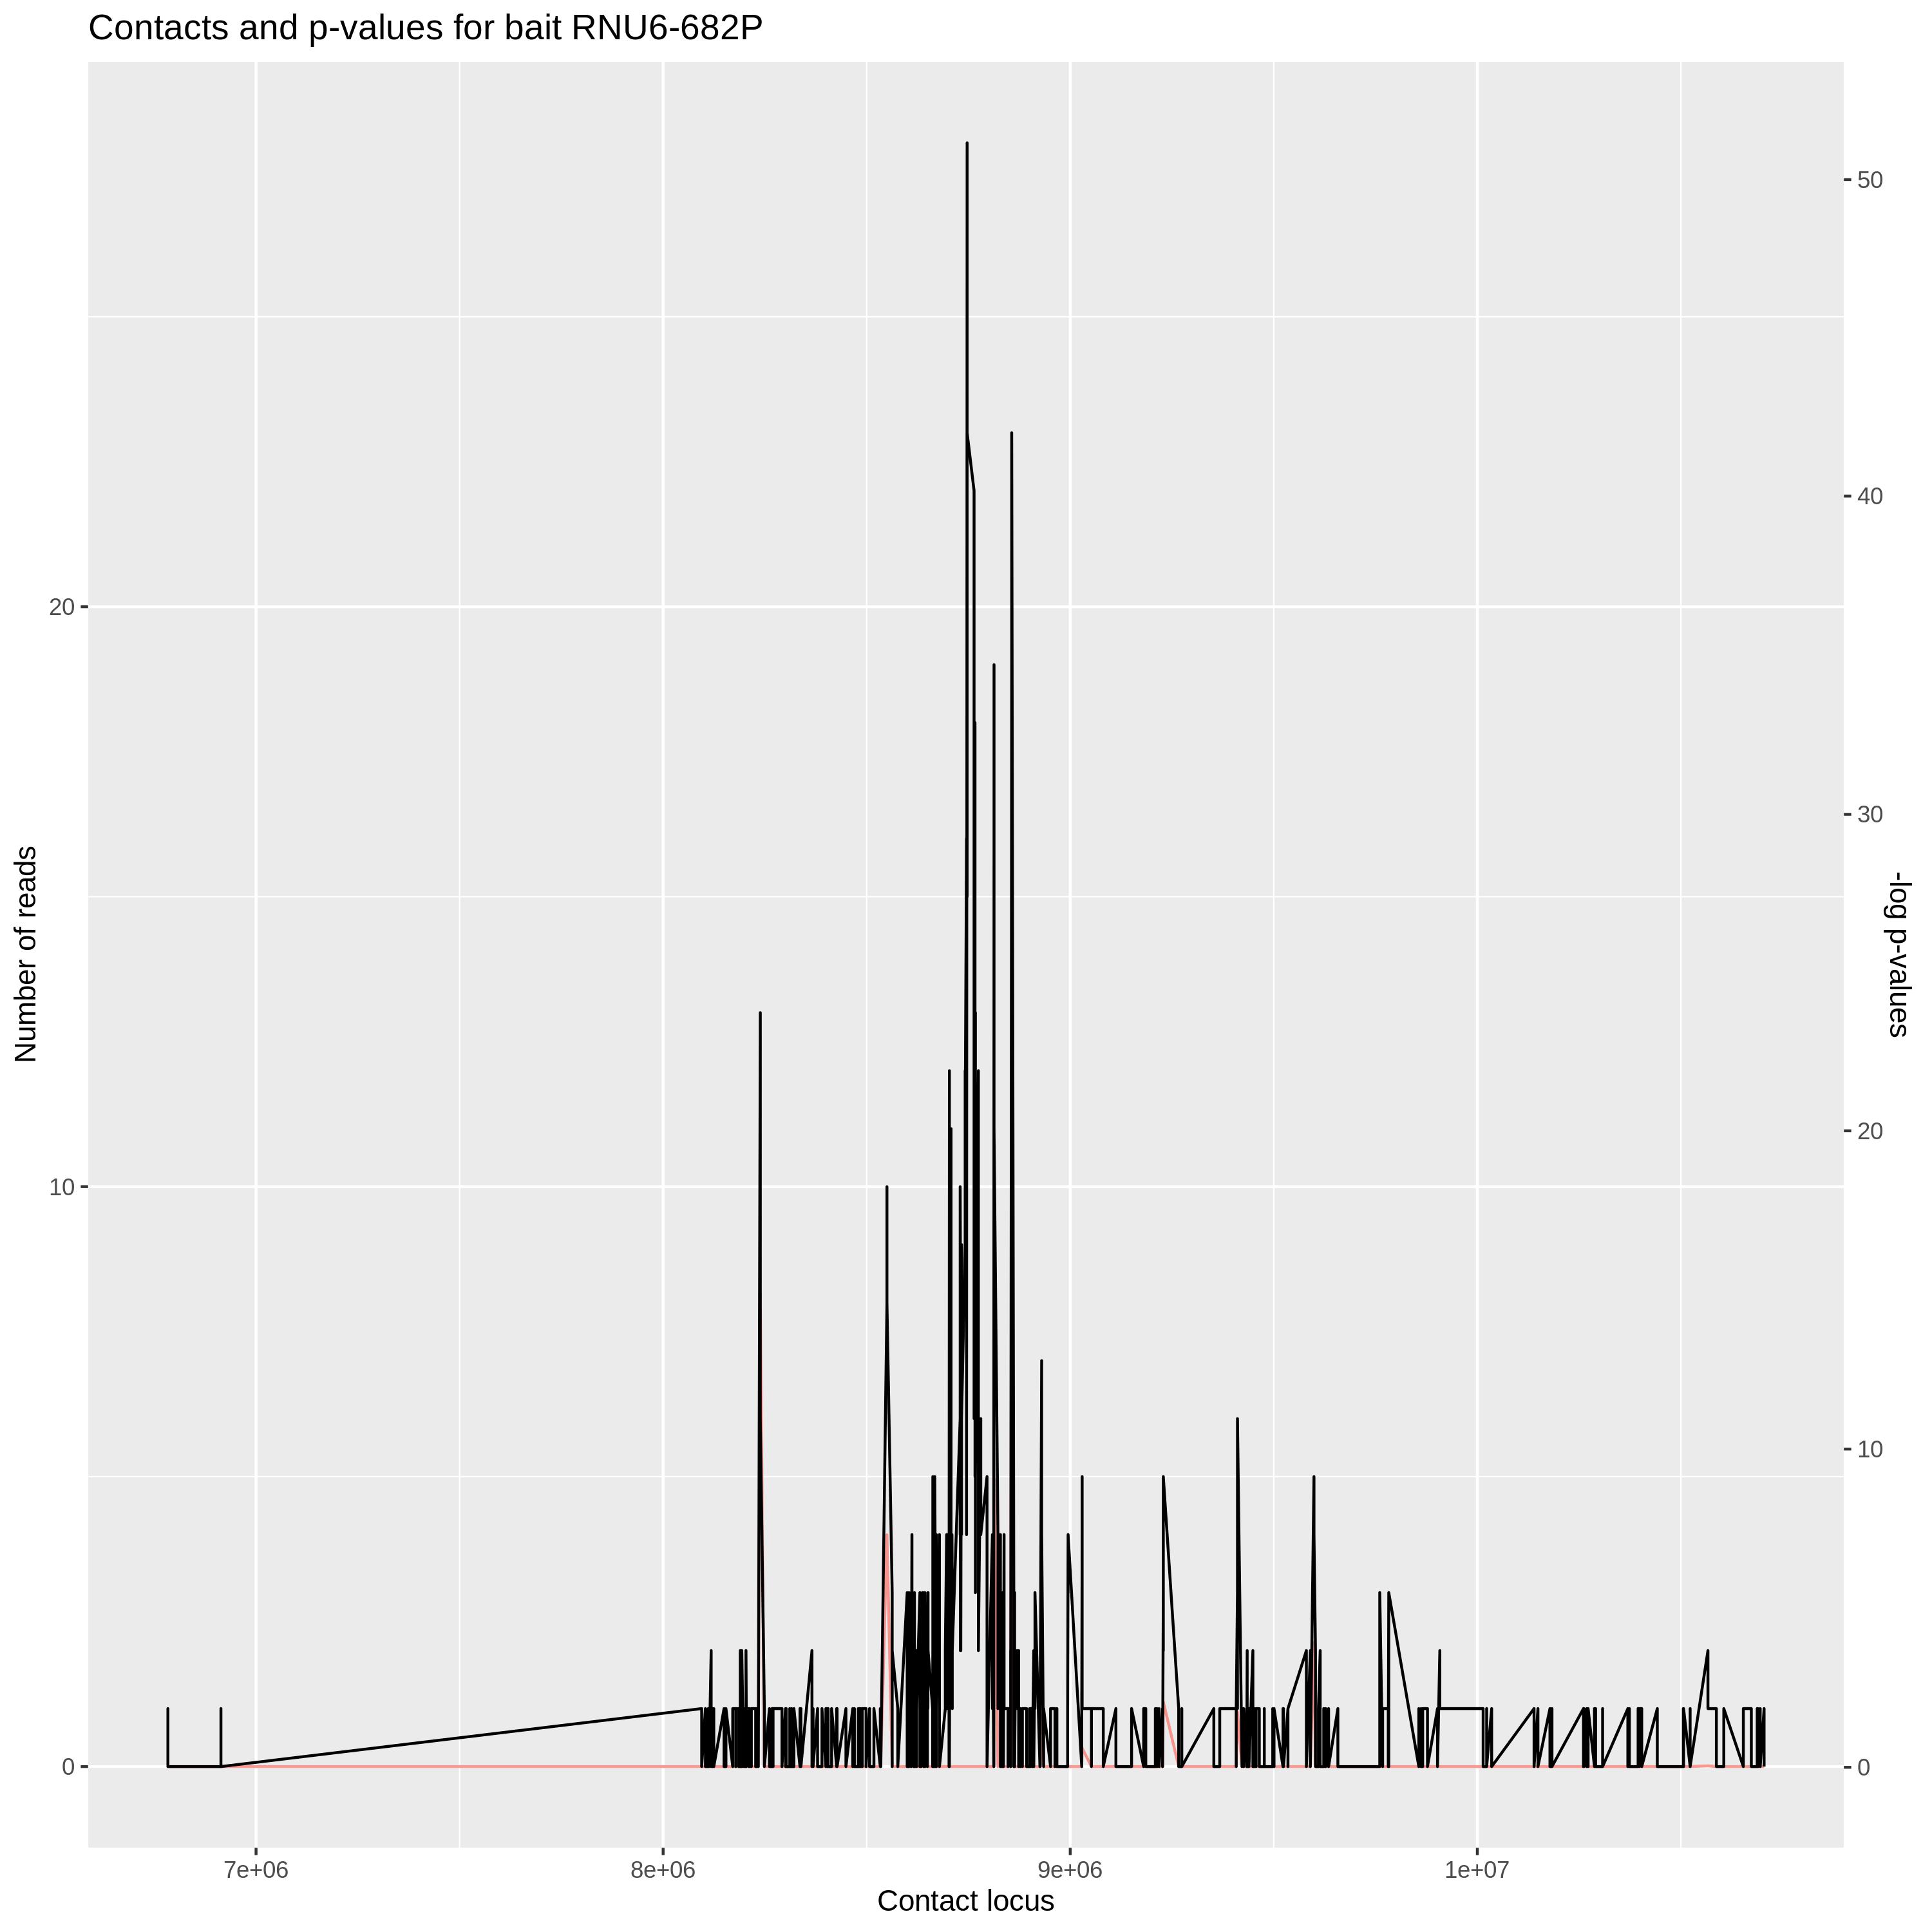 Contacts and p-values for bait RNU6-682P
50
40
20
30
Number of reads
-log p-values
20
10
10
0
0
7e+06
8e+06
9e+06
1e+07
Contact locus